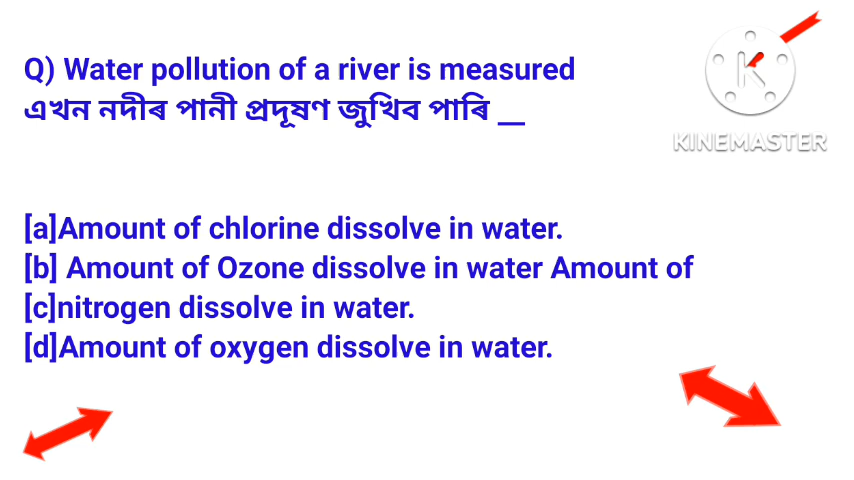 Q) Water pollution of a river is measured
এখন নদীৰ পানী প্ৰদূষণ জুখিব পাৰি __
KINEMASTER
[a]Amount of chlorine dissolve in water.
[b] Amount of Ozone dissolve in water Amount of
[c]nitrogen dissolve in water.
[d]Amount of oxygen dissolve in water.